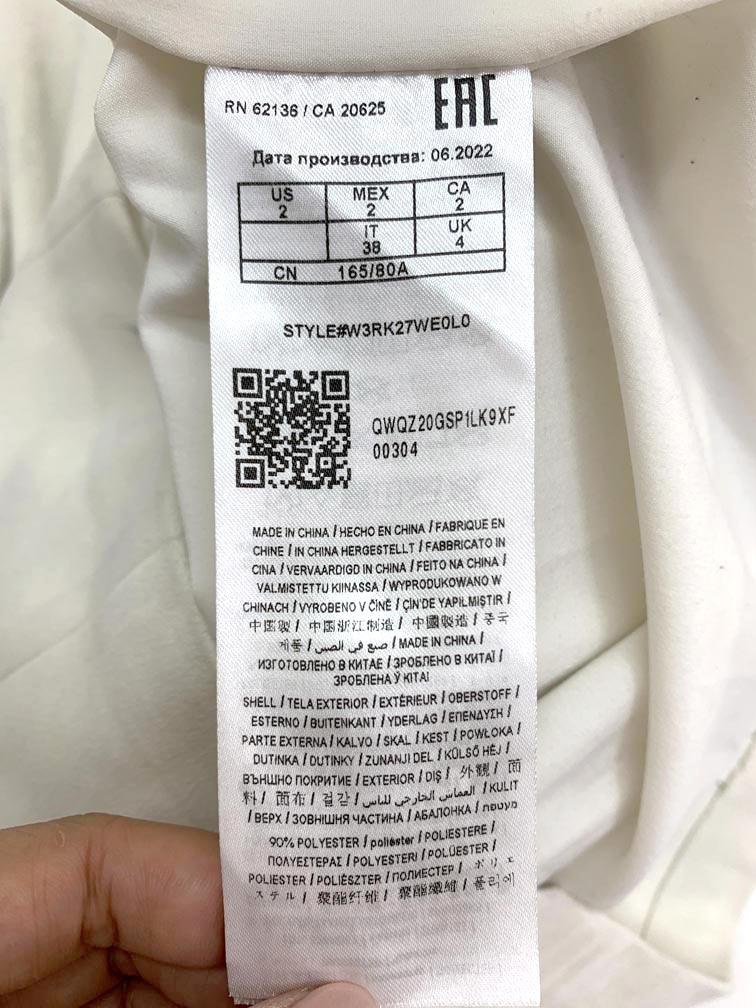 RN 62136 / CA 20625
EAC
Дата производства: 06.2022
US 2 MEX 2 CA 2
IT 38 UK 4
CN 165/80A
STYLE#W3RK27WE0L0
QWQZ20GSP1LK9XF
00304
MADE IN CHINA / HECHO EN CHINA / FABRIQUE EN
CHINE / IN CHINA HERGESTELLT / FABBRICATO IN
CINA / VERVAARDIGD IN CHINA / FEITO NA CHINA /
VALMISTETTU KIINASSA / WYPRODUKOWANO W
CHINACH / VYROBENO V ČÍNĚ / ÇİN'DE YAPILMIŞTIR /
中国製 / 中国浙江制造 / 中國製造 / 중국
제품 / صنع في الصين / MADE IN CHINA /
ИЗГОТОВЛЕНО В КИТАЕ / ЗРОБЛЕНО В КИТАЇ /
ЗРОБЛЕНА Ў КІТАІ
SHELL / TELA EXTERIOR / EXTÉRIEUR / OBERSTOFF /
ESTERNO / BUITENKANT / YDERLAG / ΕΠΕΝΔΥΣΗ /
PARTE EXTERNA / KALVO / SKAL / KEST / POWŁOKA /
DUTINKA / DUTINKY / ZUNANJI DEL / KÜLSŐ HÉJ /
ВЪНШНО ПОКРИТИЕ / EXTERIOR / DIŞ / 外観 / 面
料 / 面布 / 겉감 / القماش الخارجي للباس / KULIT
/ ВЕРХ / ЗОВНІШНЯ ЧАСТИНА / АБАЛОНКА / מעטפת
90% POLYESTER / poliéster / POLIESTERE /
ΠΟΛΥΕΣΤΕΡΑΣ / POLYESTERI / POLÜESTER /
POLIESTER / POLIÉSZTER / ПОЛИЕСТЕР / ポリエ
ステル / 聚酯纤维 / 聚酯纖維 / 폴리에